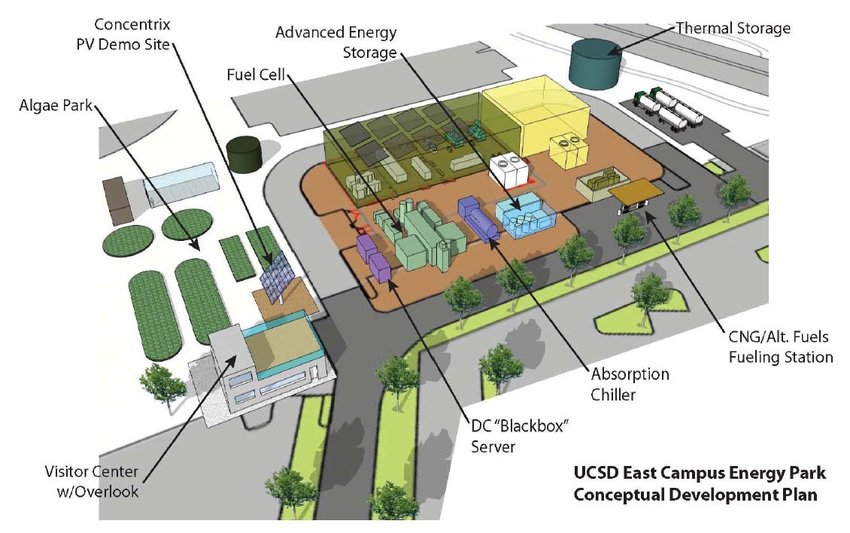 Concentrix
PV Demo Site
Advanced Energy
Storage
Thermal Storage
Fuel Cell
Algae Park
CNG/Alt. Fuels
Fueling Station
Absorption
Chiller
DC "Blackbox"
Server
Visitor Center
w/Overlook
UCSD East Campus Energy Park
Conceptual Development Plan